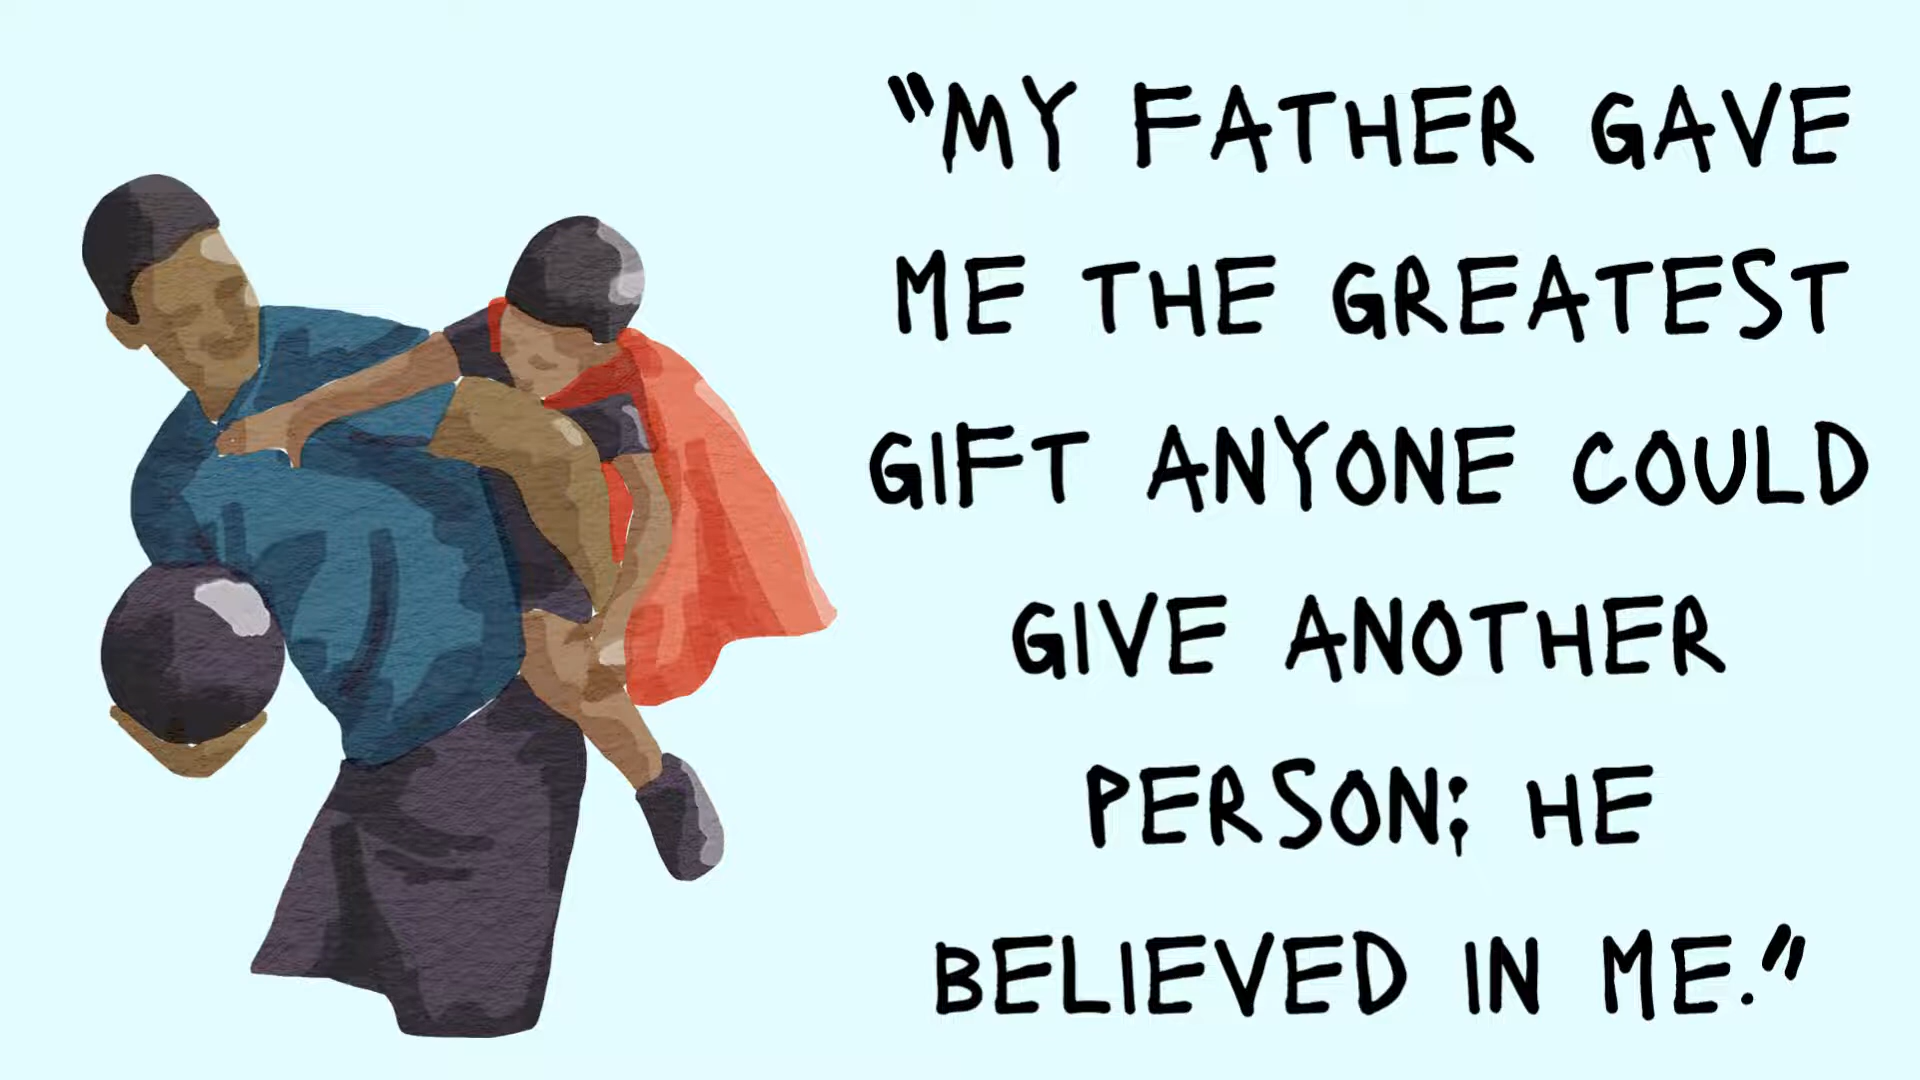 "MY FATHER GAVE
ME THE GREATEST
GIFT ANYONE COULD
GIVE ANOTHER
PERSON; HE
BELIEVED IN ME."